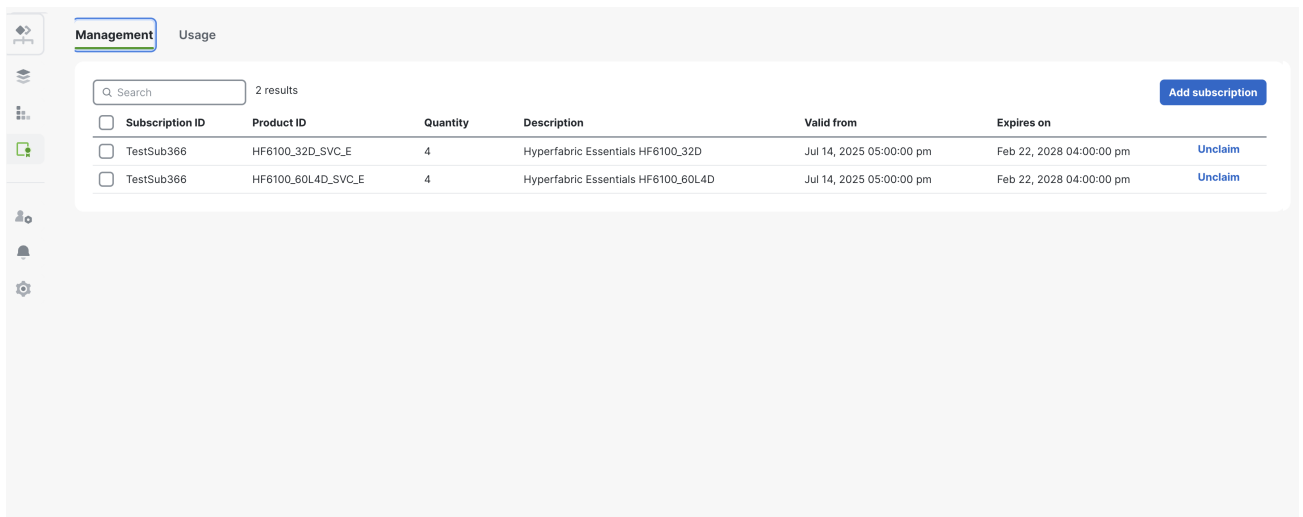 Management Usage
Search 2 results Add subscription
Subscription ID Product ID Quantity Description Valid from Expires on
TestSub366 HF6100_32D_SVC_E 4 Hyperfabric Essentials HF6100_32D Jul 14, 2025 05:00:00 pm Feb 22, 2028 04:00:00 pm Unclaim
TestSub366 HF6100_60L4D_SVC_E 4 Hyperfabric Essentials HF6100_60L4D Jul 14, 2025 05:00:00 pm Feb 22, 2028 04:00:00 pm Unclaim